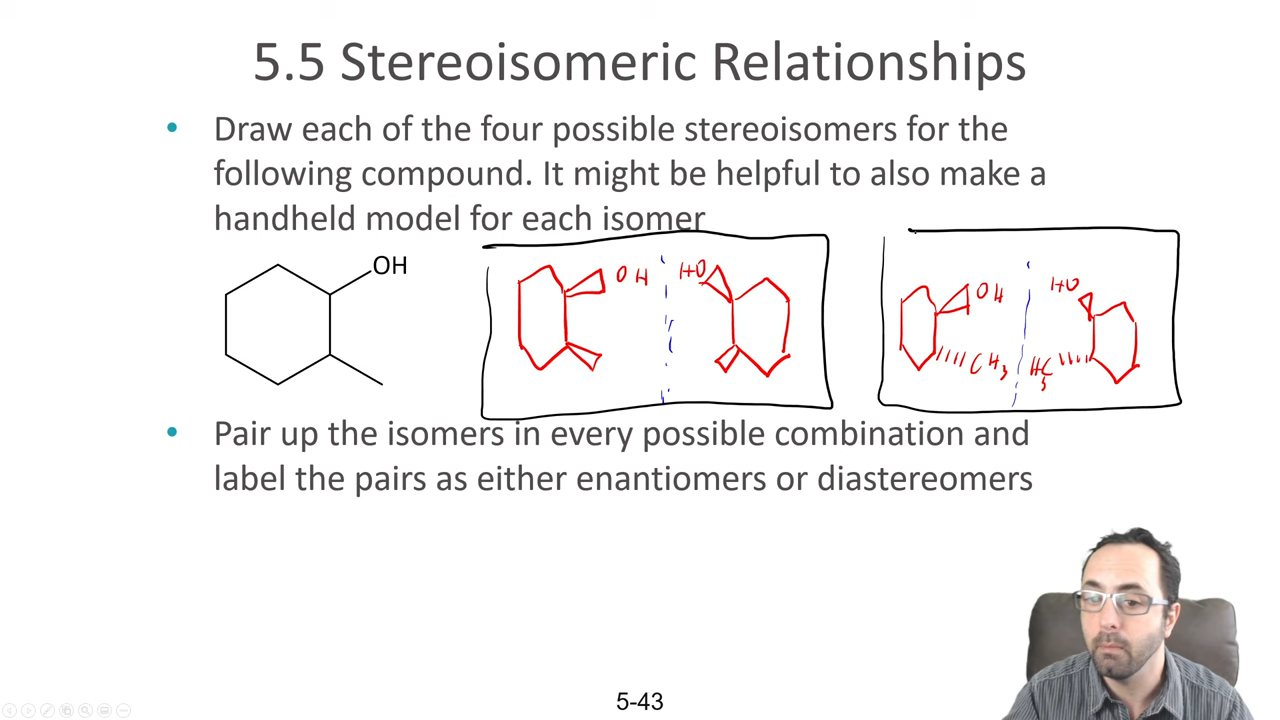 5.5 Stereoisomeric Relationships
• Draw each of the four possible stereoisomers for the
following compound. It might be helpful to also make a
handheld model for each isomer
OH
OH HO
OH HO
CH3 H3C
• Pair up the isomers in every possible combination and
label the pairs as either enantiomers or diastereomers
5-43